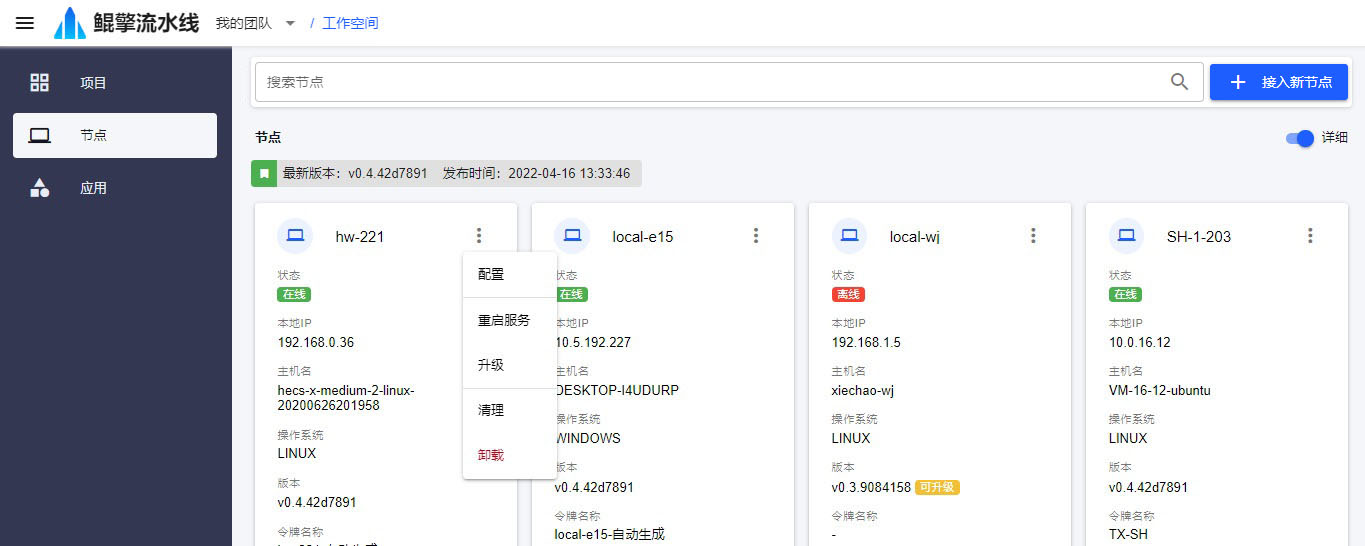 鲲擎流水线 我的团队 / 工作空间
项目
节点
应用
搜索节点
接入新节点
节点
详细
最新版本：v0.4.42d7891 发布时间：2022-04-16 13:33:46
hw-221
状态
在线
本地IP
192.168.0.36
主机名
hecs-x-medium-2-linux-
20200626201958
操作系统
LINUX
版本
v0.4.42d7891
令牌名称
配置
重启服务
升级
清理
卸载
local-e15
状态
在线
本地IP
10.5.192.227
主机名
DESKTOP-I4UDURP
操作系统
WINDOWS
版本
v0.4.42d7891
令牌名称
local-e15-自动生成
local-wj
状态
离线
本地IP
192.168.1.5
主机名
xiechao-wj
操作系统
LINUX
版本
v0.3.9084158 可升级
令牌名称
-
SH-1-203
状态
在线
本地IP
10.0.16.12
主机名
VM-16-12-ubuntu
操作系统
LINUX
版本
v0.4.42d7891
令牌名称
TX-SH